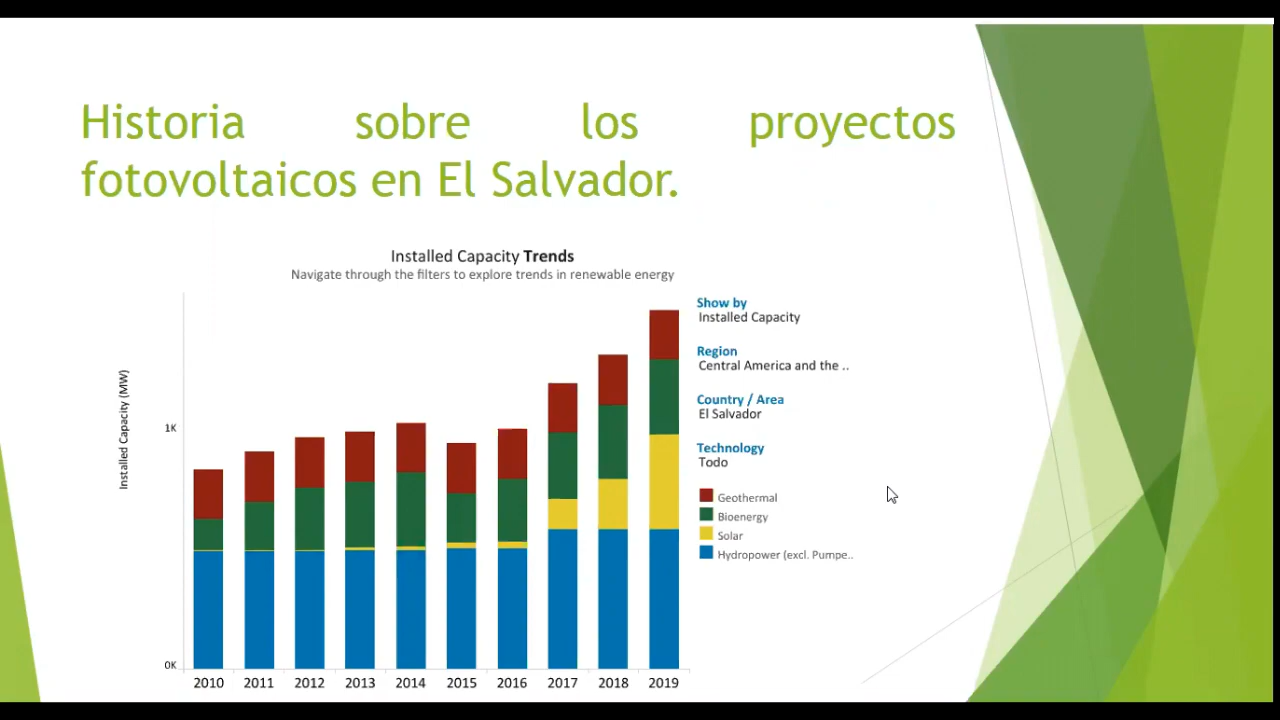 Historia sobre los proyectos
fotovoltaicos en El Salvador.
Installed Capacity Trends
Navigate through the filters to explore trends in renewable energy
Installed Capacity (MW)
1K
0K
2010 2011 2012 2013 2014 2015 2016 2017 2018 2019
Show by
Installed Capacity
Region
Central America and the ..
Country / Area
El Salvador
Technology
Todo
Geothermal
Bioenergy
Solar
Hydropower (excl. Pumpe..